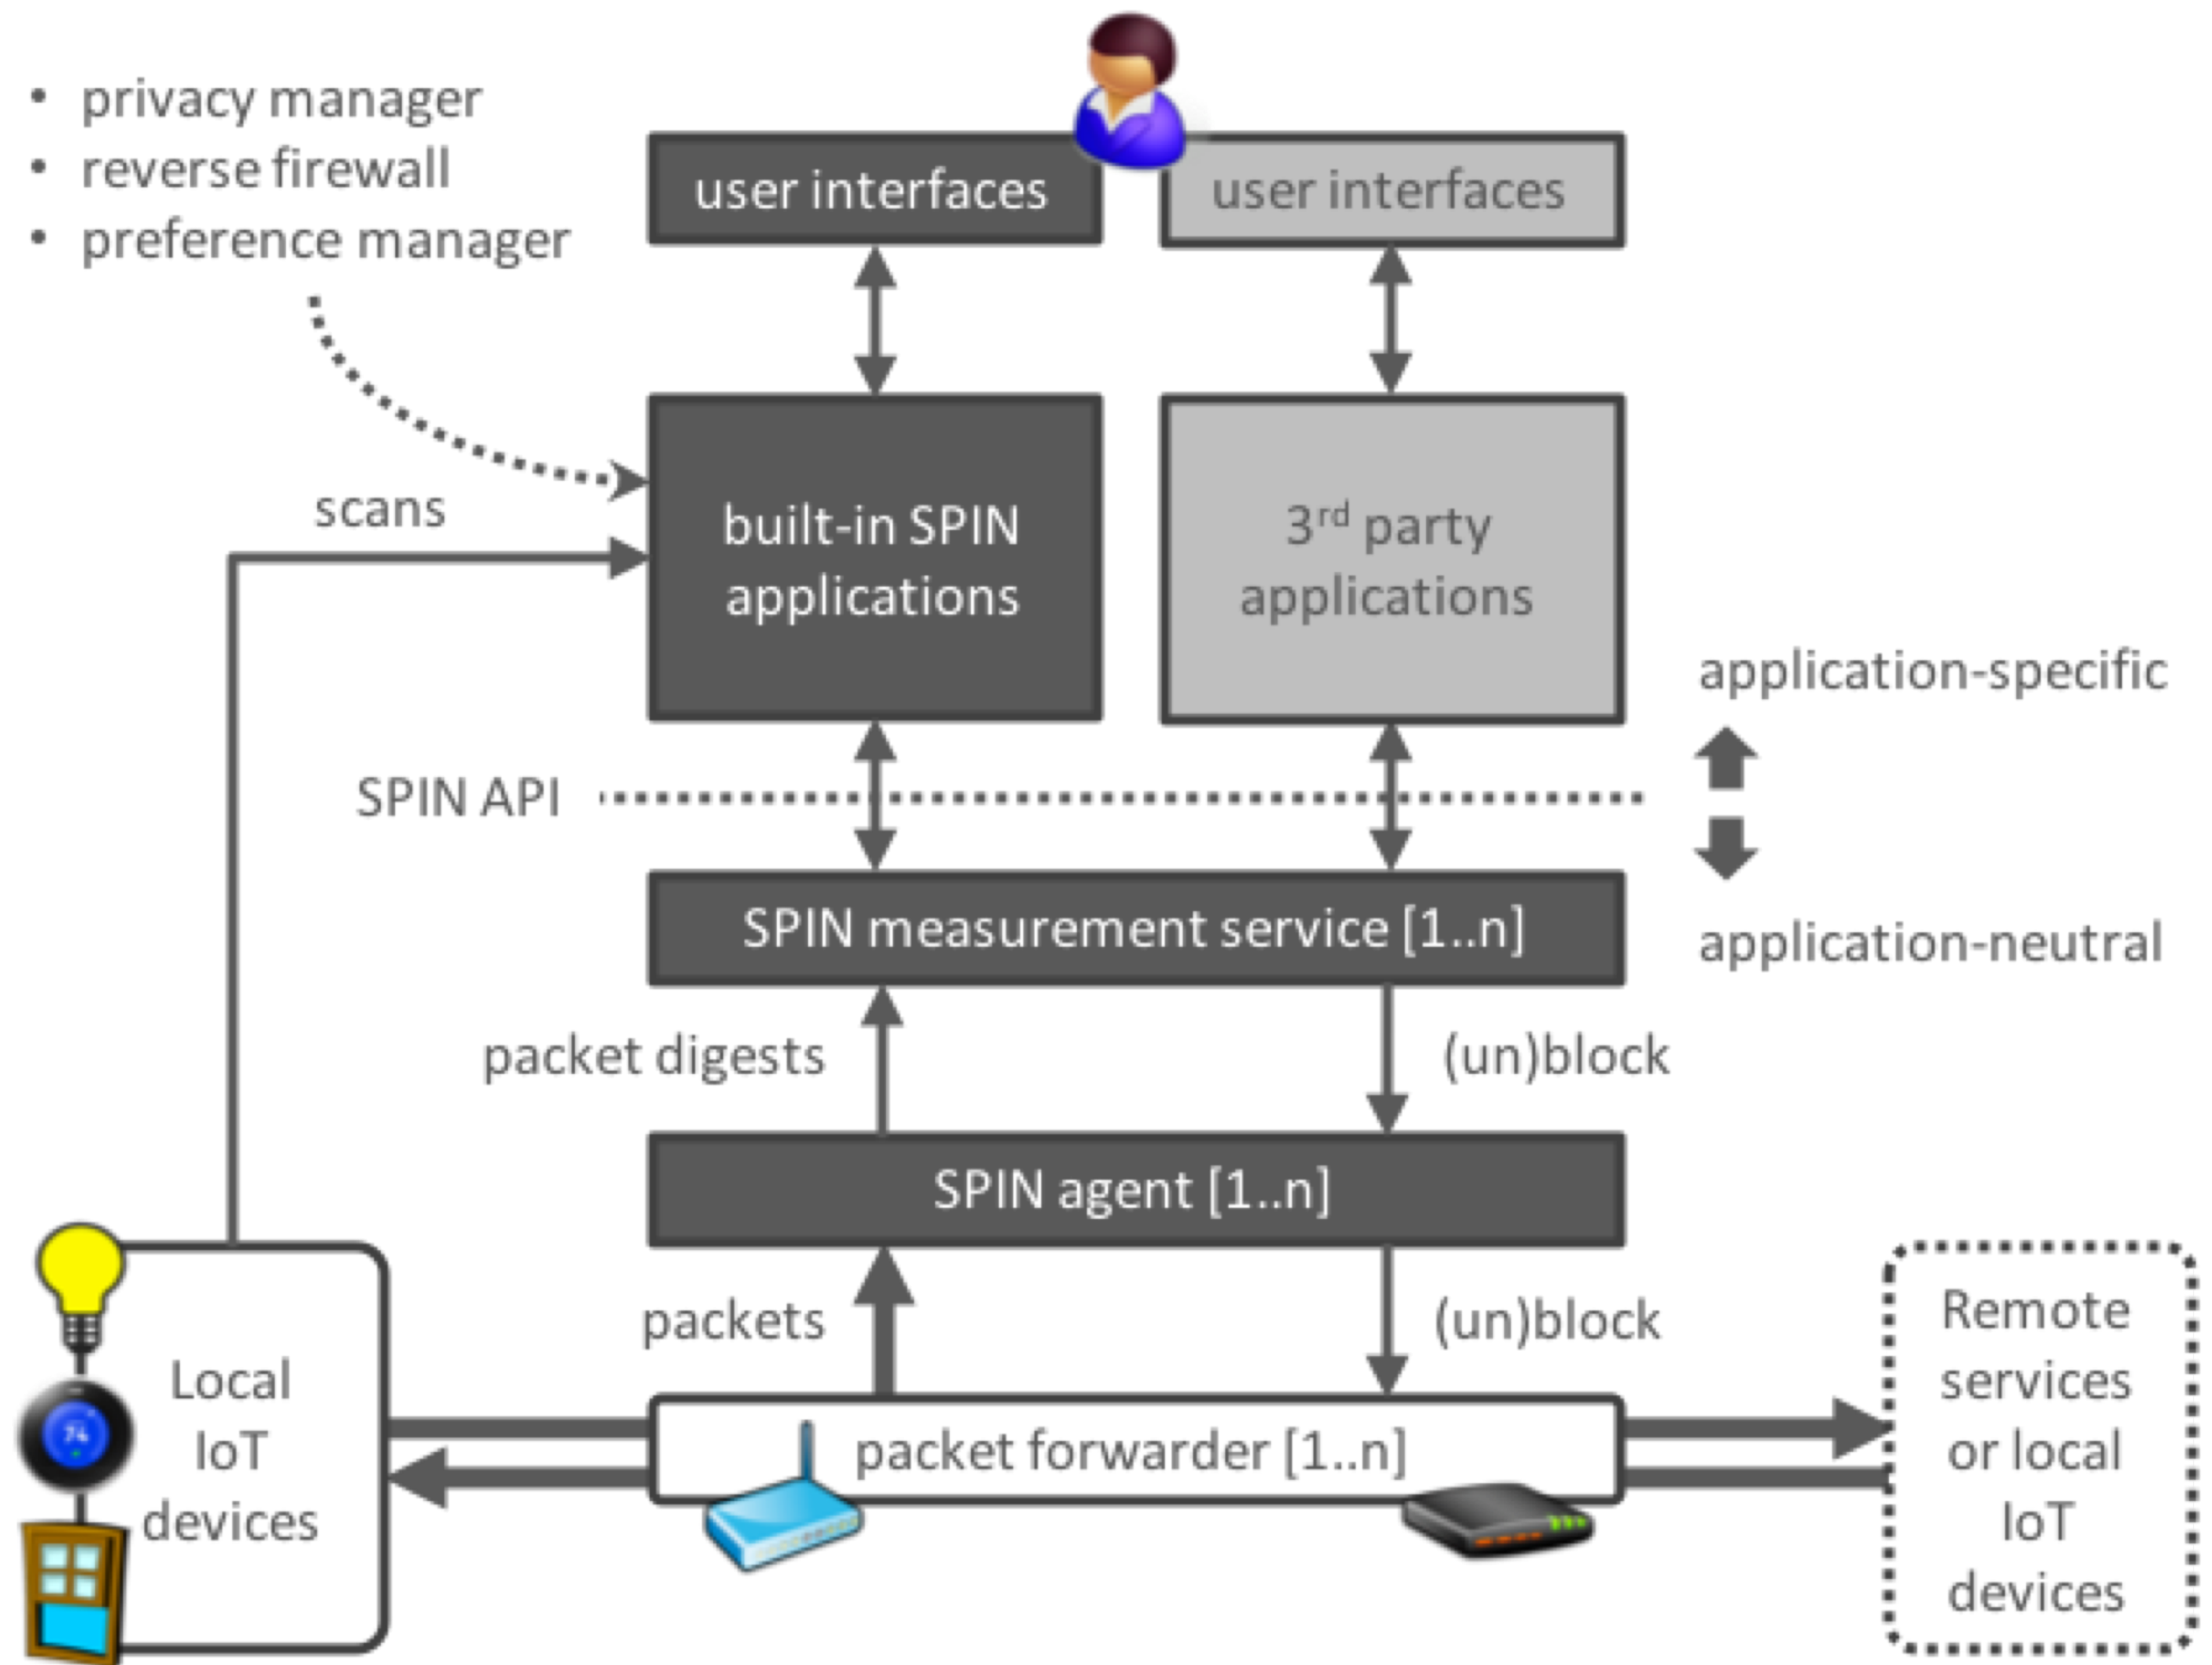 • privacy manager
• reverse firewall
• preference manager
user interfaces
user interfaces
scans
built-in SPIN
applications
3rd party
applications
application-specific
SPIN API
SPIN measurement service [1..n]
application-neutral
packet digests
(un)block
SPIN agent [1..n]
packets
(un)block
Local
IoT
devices
74
packet forwarder [1..n]
Remote
services
or local
IoT
devices